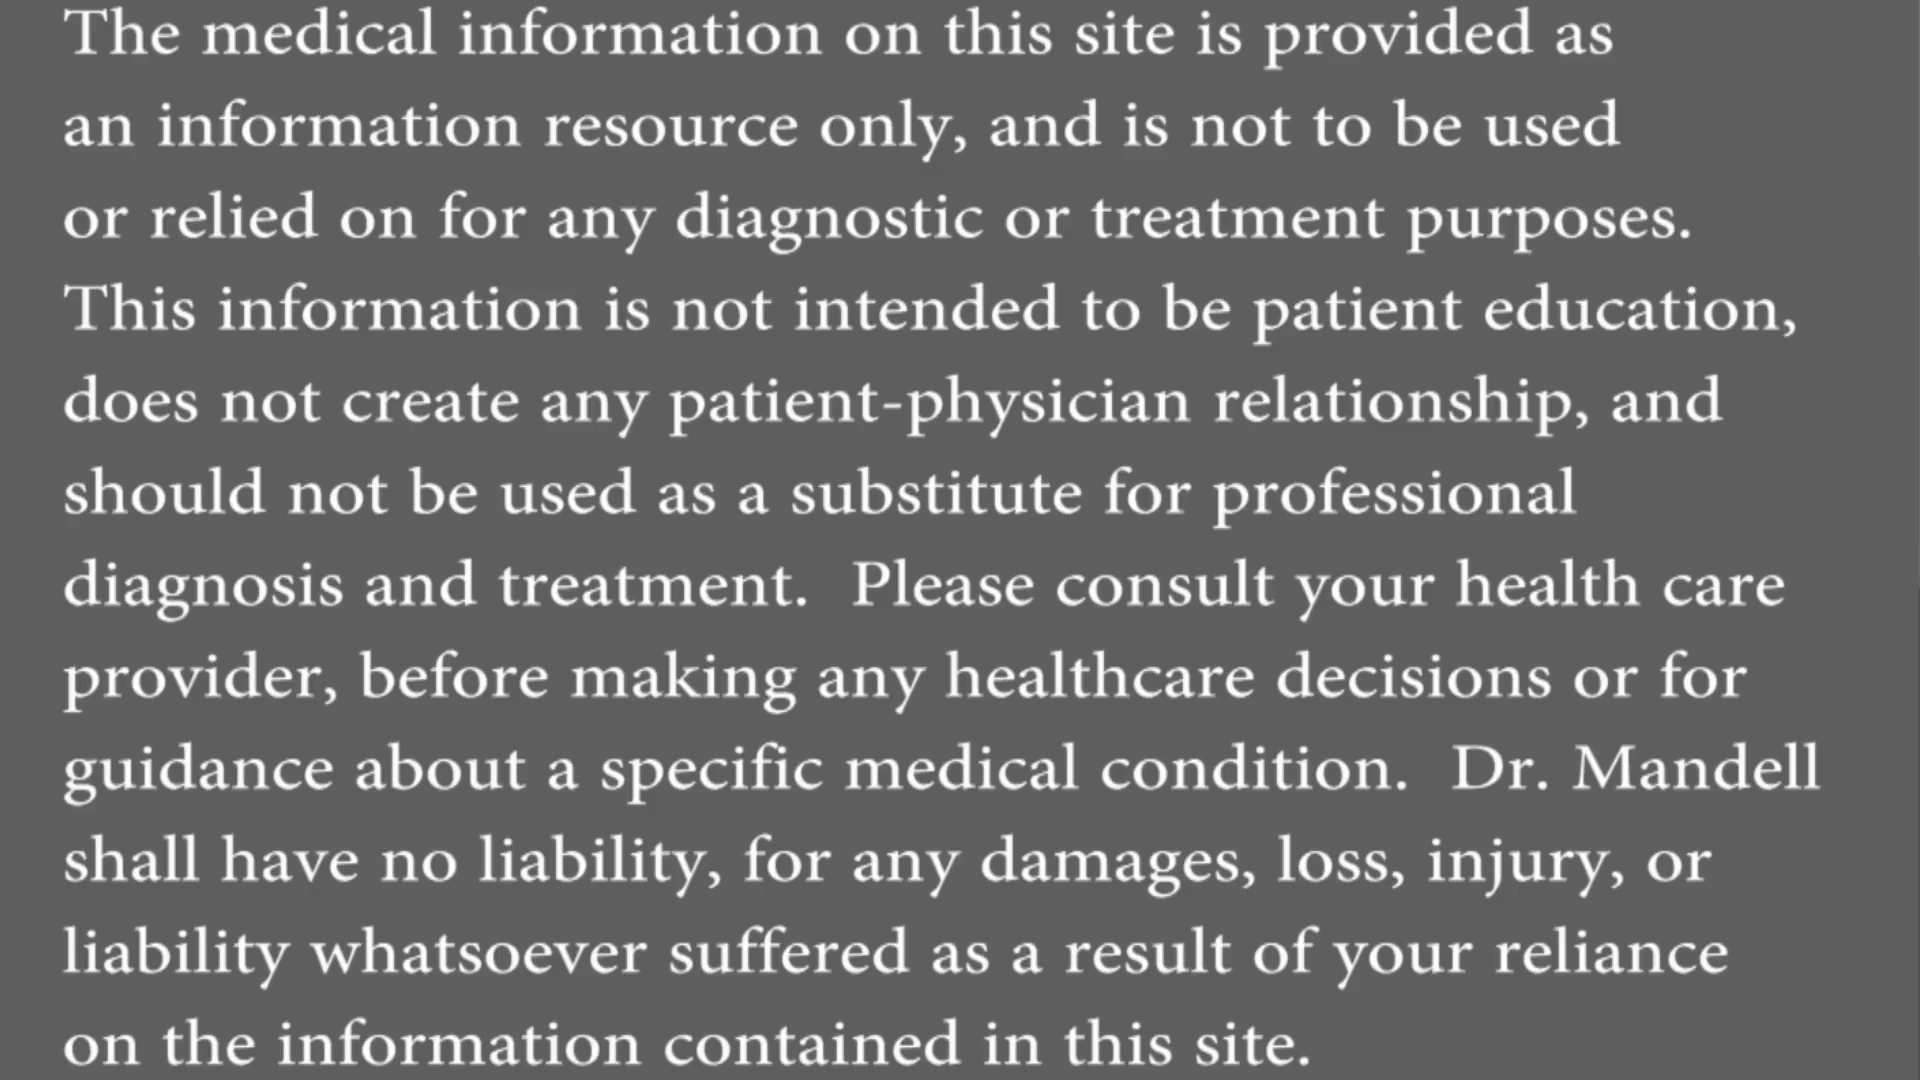 The medical information on this site is provided as
an information resource only, and is not to be used
or relied on for any diagnostic or treatment purposes.
This information is not intended to be patient education,
does not create any patient-physician relationship, and
should not be used as a substitute for professional
diagnosis and treatment.  Please consult your health care
provider, before making any healthcare decisions or for
guidance about a specific medical condition.  Dr. Mandell
shall have no liability, for any damages, loss, injury, or
liability whatsoever suffered as a result of your reliance
on the information contained in this site.